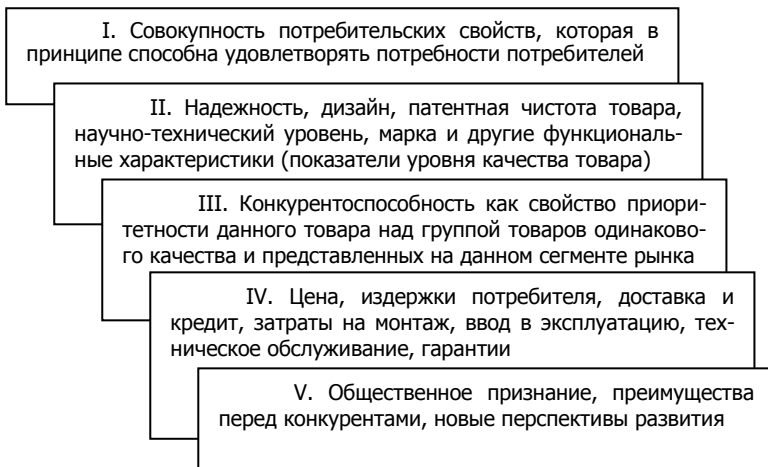 I. Совокупность потребительских свойств, которая в
принципе способна удовлетворять потребности потребителей
II. Надежность, дизайн, патентная чистота товара,
научно-технический уровень, марка и другие функциональ-
ные характеристики (показатели уровня качества товара)
III. Конкурентоспособность как свойство приори-
тетности данного товара над группой товаров одинаково-
го качества и представленных на данном сегменте рынка
IV. Цена, издержки потребителя, доставка и
кредит, затраты на монтаж, ввод в эксплуатацию, тех-
ническое обслуживание, гарантии
V. Общественное признание, преимущества
перед конкурентами, новые перспективы развития